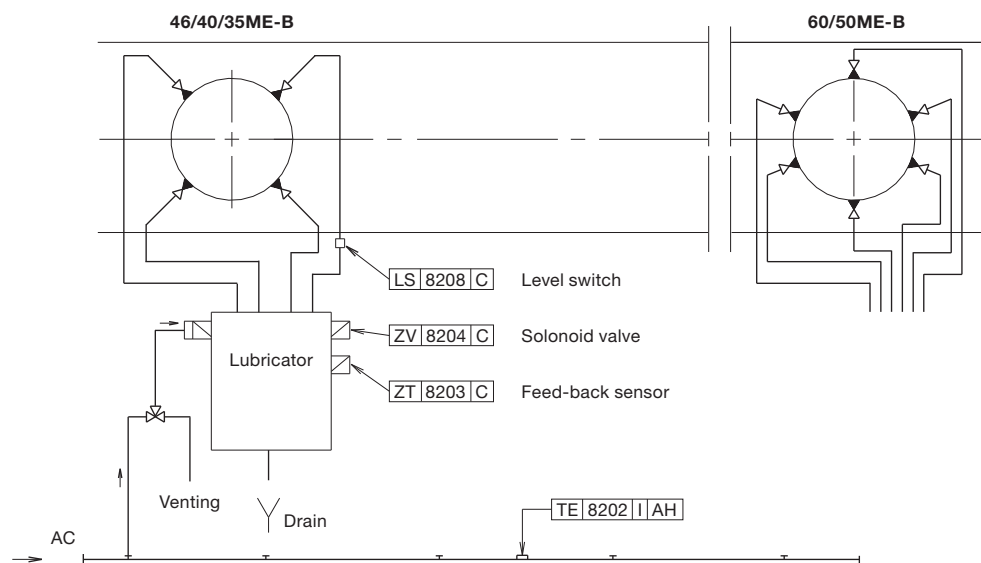 46/40/35ME-B
60/50ME-B
LS 8208 C Level switch
ZV 8204 C Solonoid valve
Lubricator
ZT 8203 C Feed-back sensor
Venting
Drain
TE 8202 I AH
AC